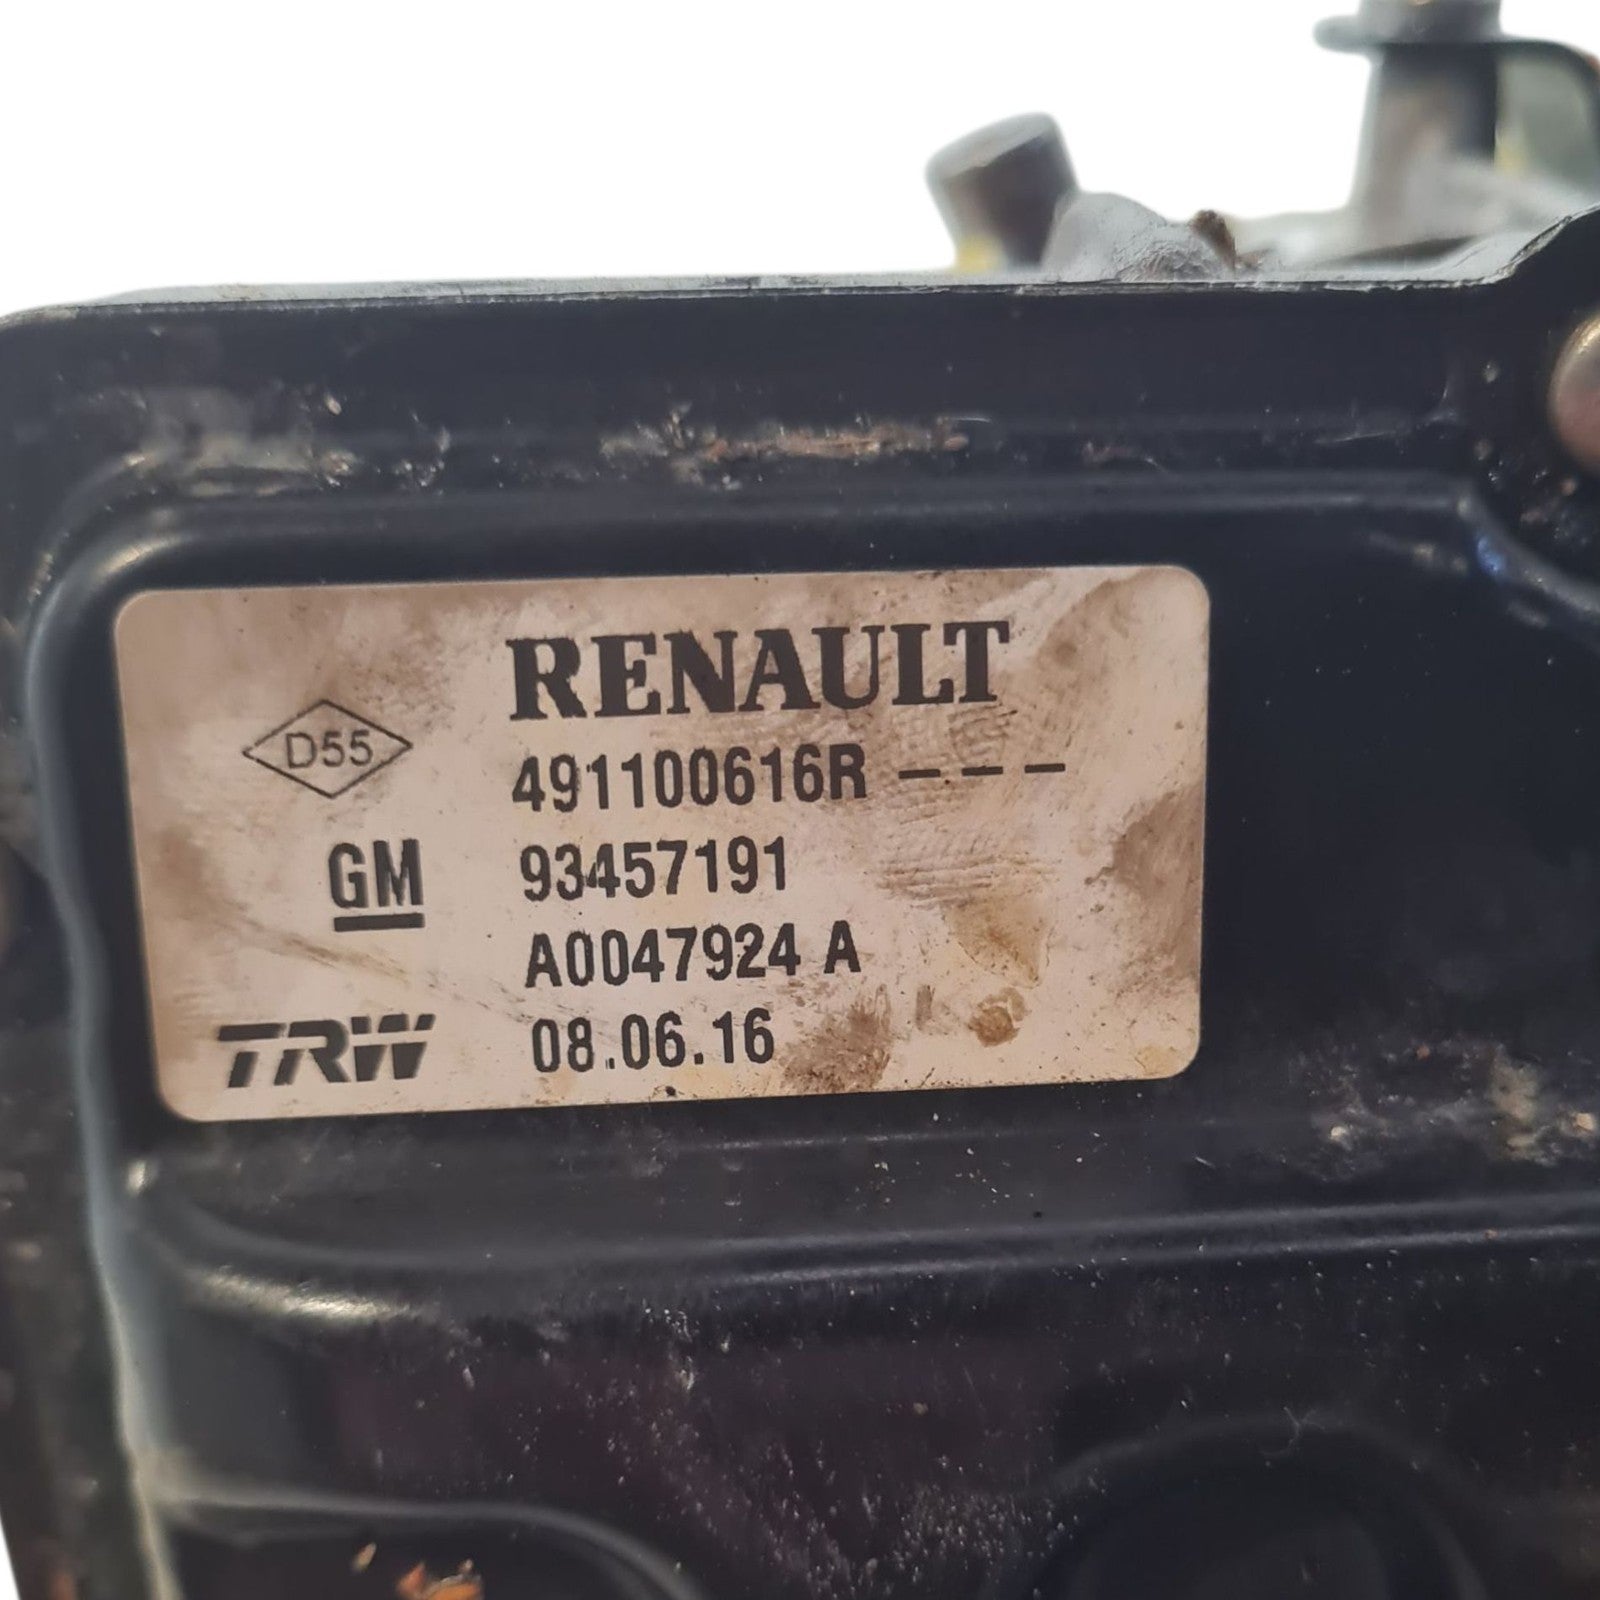 RENAULT
D55
491100616R ---
GM 93457191
A0047924 A
TRW 08.06.16